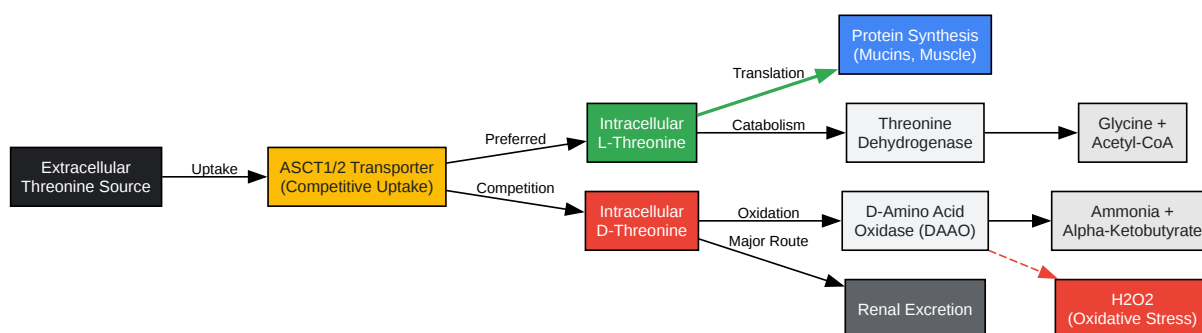 Protein Synthesis
(Mucins, Muscle)
Translation
Extracellular
Threonine Source
Uptake
ASCT1/2 Transporter
(Competitive Uptake)
Preferred
Competition
Intracellular
L-Threonine
Catabolism
Threonine
Dehydrogenase
Glycine +
Acetyl-CoA
Intracellular
D-Threonine
Oxidation
D-Amino Acid
Oxidase (DAAO)
Ammonia +
Alpha-Ketobutyrate
Major Route
Renal Excretion
H2O2
(Oxidative Stress)